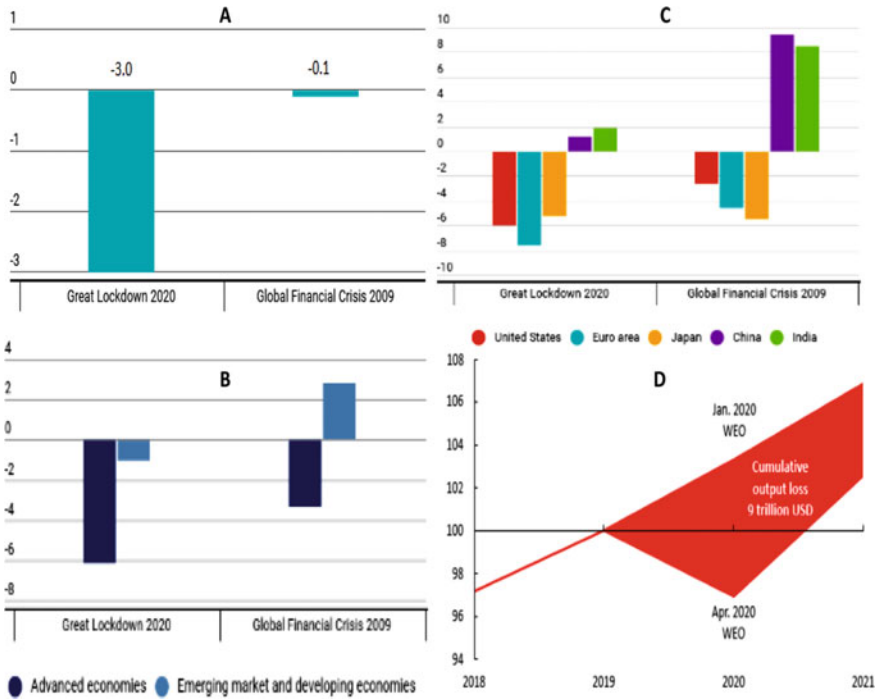 A
1
0
-1
-2
-3
-3.0
-0.1
Great Lockdown 2020
Global Financial Crisis 2009
C
10
8
6
4
2
0
-2
-4
-6
-8
-10
Great Lockdown 2020
Global Financial Crisis 2009
United States
Euro area
Japan
China
India
B
4
2
0
-2
-4
-6
-8
Great Lockdown 2020
Global Financial Crisis 2009
Advanced economies
Emerging market and developing economies
D
108
106
104
102
100
98
96
94
Jan. 2020
WEO
Cumulative
output loss
9 trillion USD
Apr. 2020
WEO
2018
2019
2020
2021